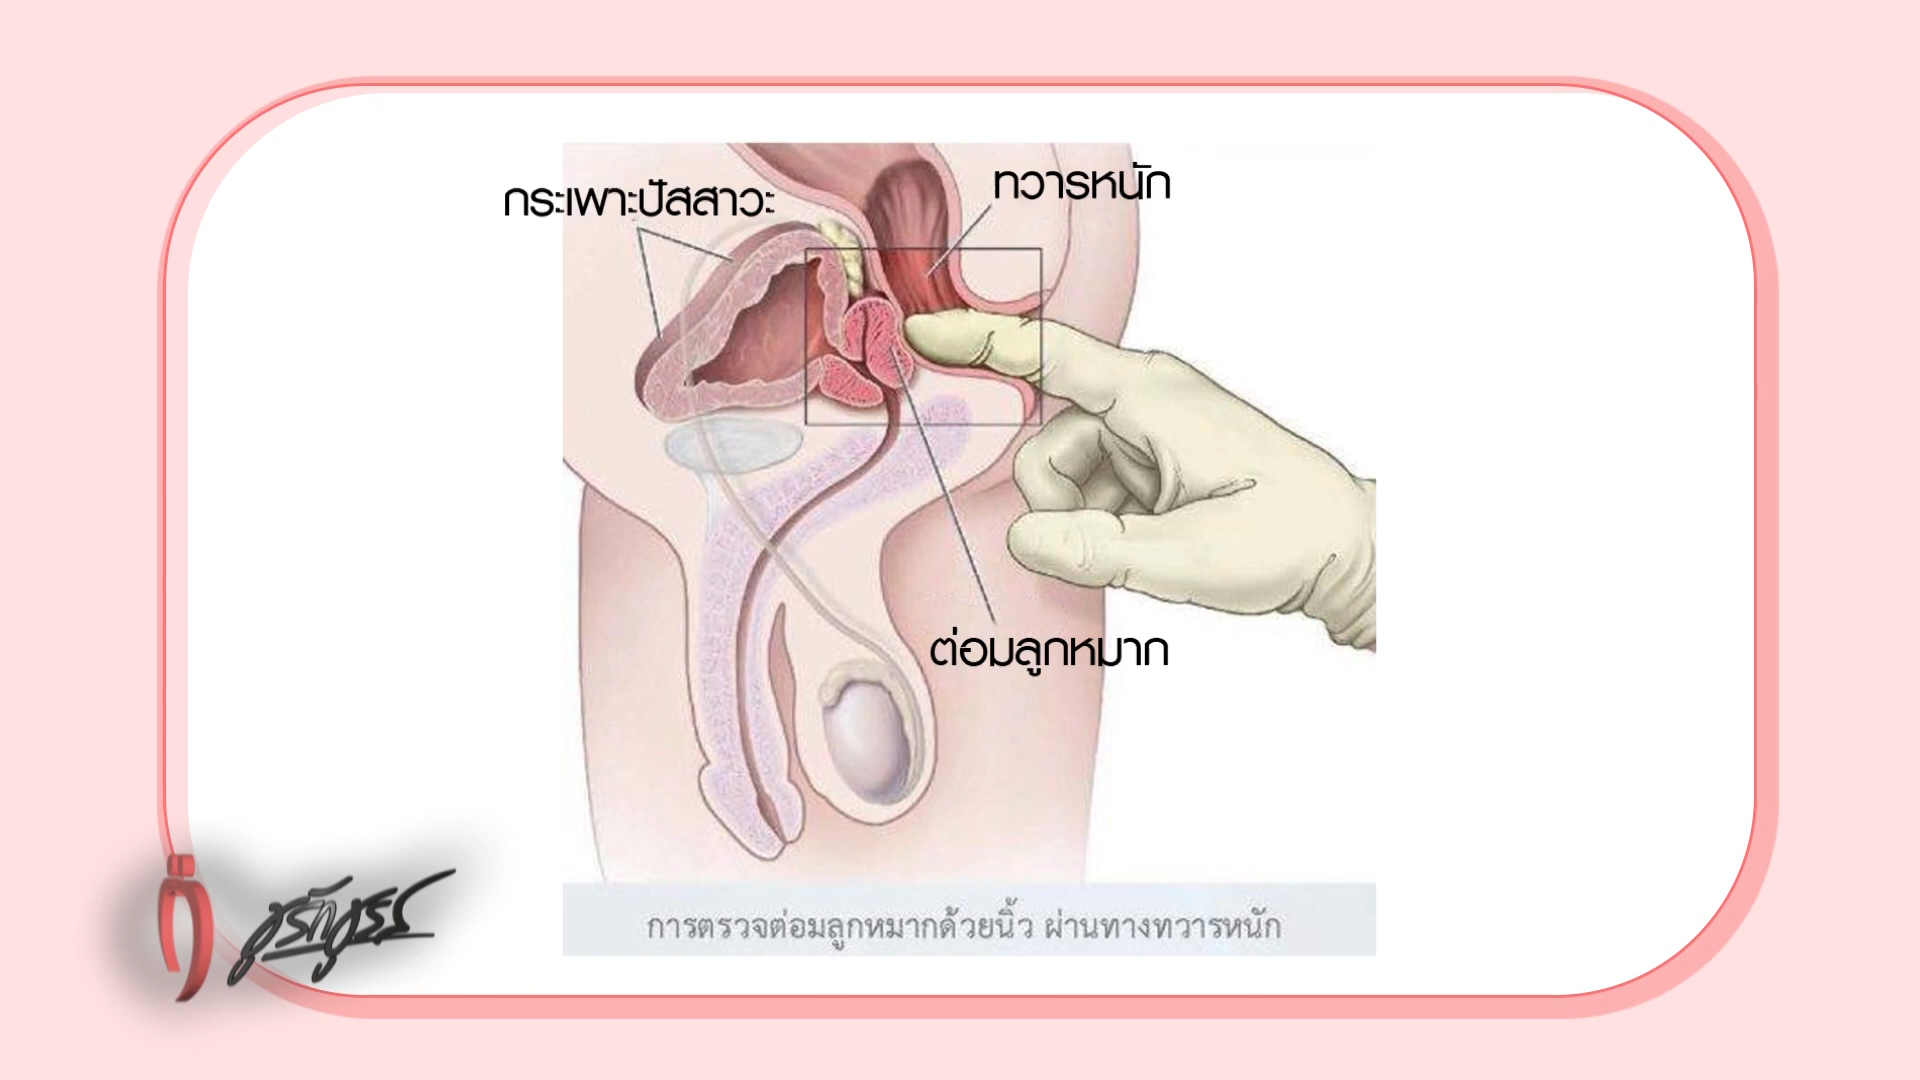 กระเพาะปัสสาวะ
ทวารหนัก
ต่อมลูกหมาก
การตรวจต่อมลูกหมากด้วยนิ้ว ผ่านทางทวารหนัก